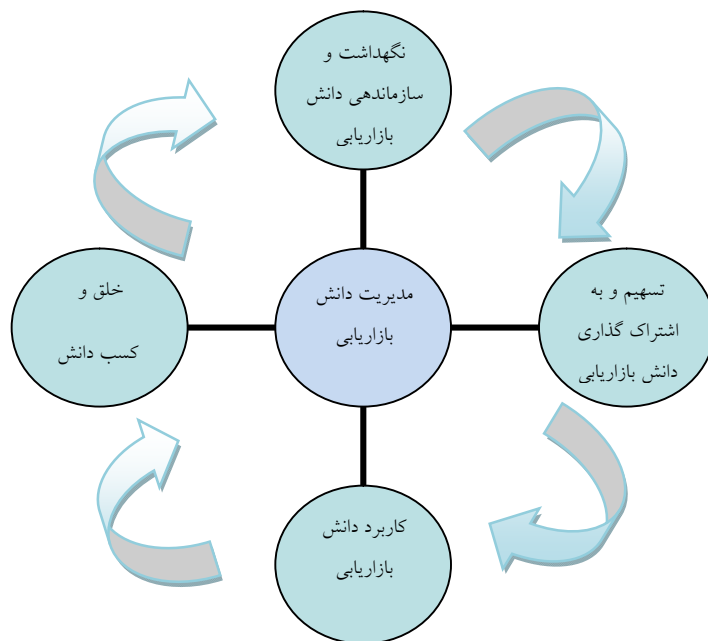 نگهداشت و
سازماندهی دانش
بازاریابی
خلق و
کسب دانش
مدیریت دانش
بازاریابی
تسهیم و به
اشتراک گذاری
دانش بازاریابی
کاربرد دانش
بازاریابی